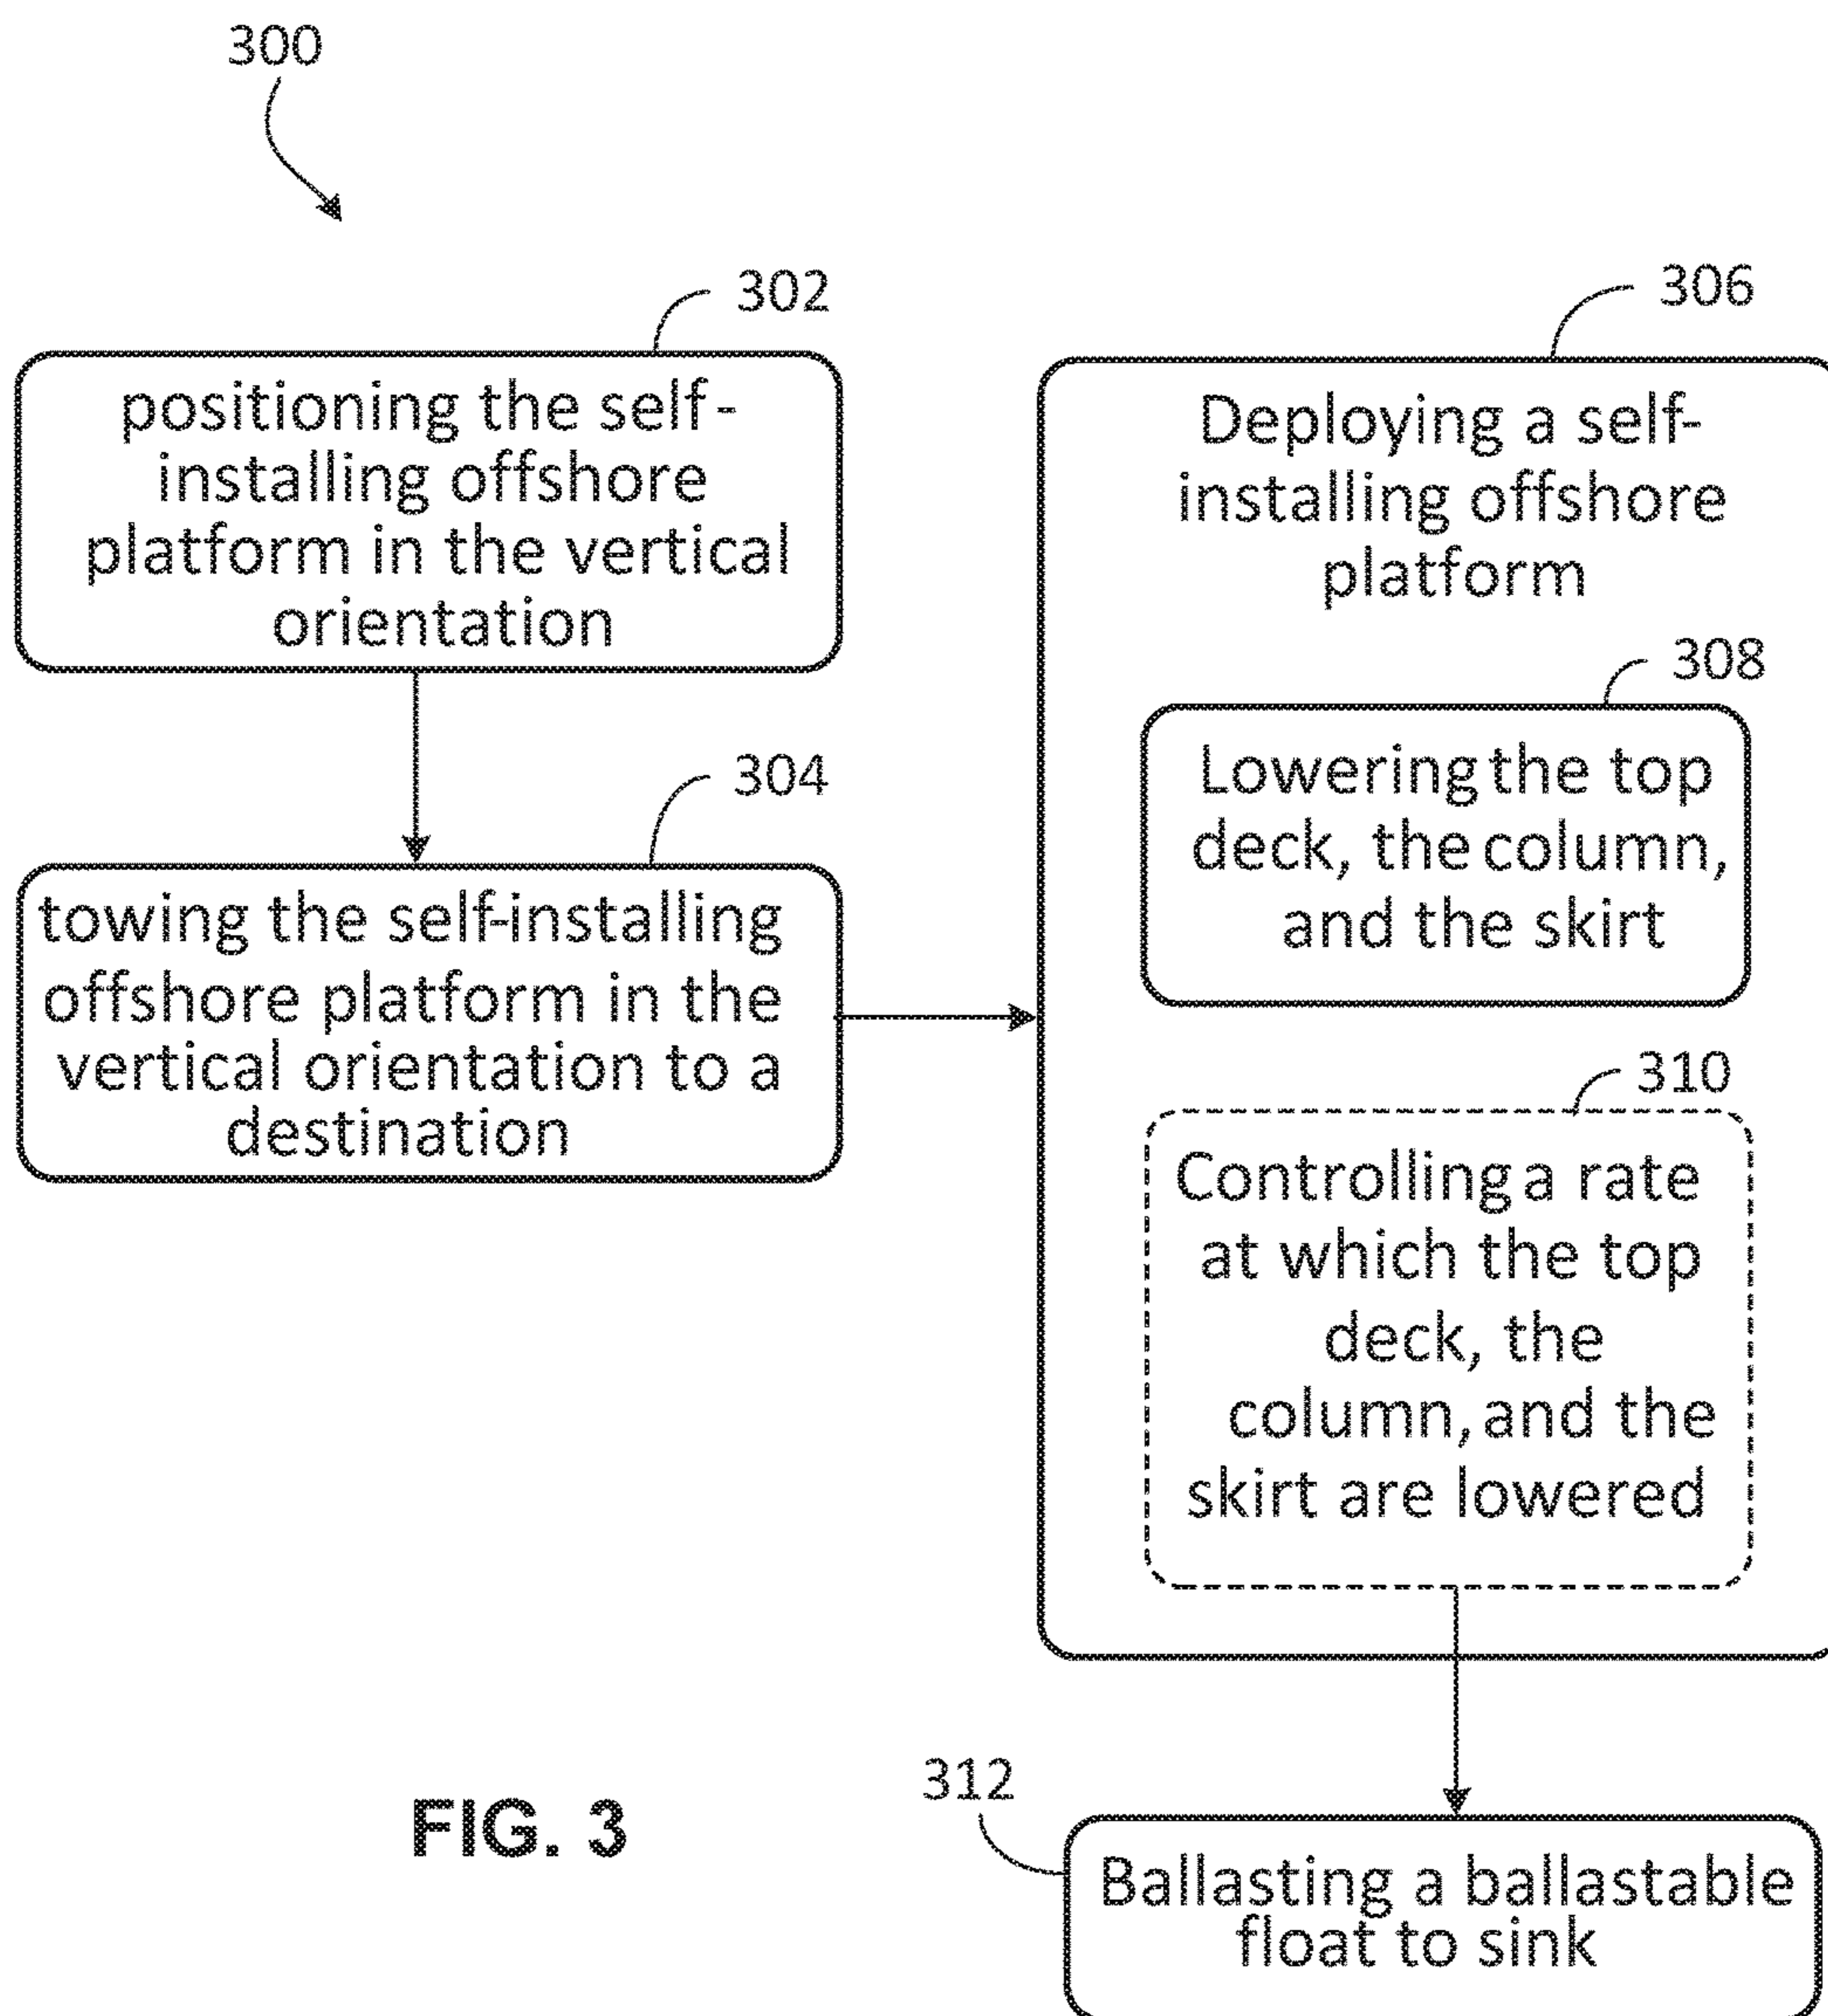 300
302
positioning the self-
installing offshore
platform in the vertical
orientation
304
towing the self-installing
offshore platform in the
vertical orientation to a
destination
306
Deploying a self-
installing offshore
platform
308
Lowering the top
deck, the column,
and the skirt
310
Controlling a rate
at which the top
deck, the
column, and the
skirt are lowered
312
Ballasting a ballastable
float to sink
FIG. 3